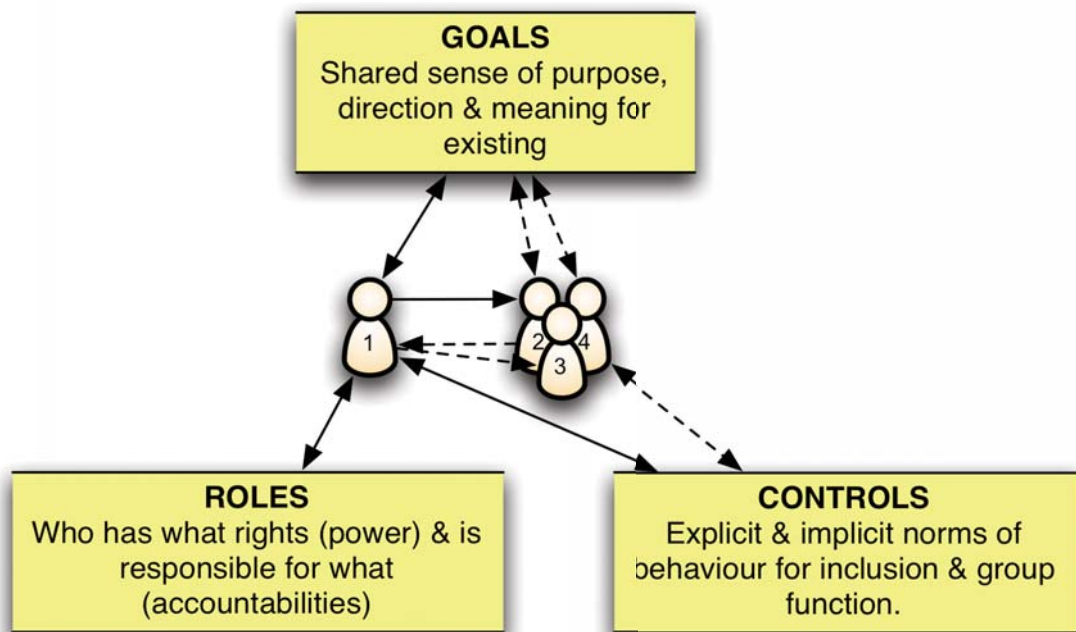 GOALS
Shared sense of purpose,
direction & meaning for
existing
1
2
4
3
ROLES
Who has what rights (power) & is
responsible for what
(accountabilities)
CONTROLS
Explicit & implicit norms of
behaviour for inclusion & group
function.